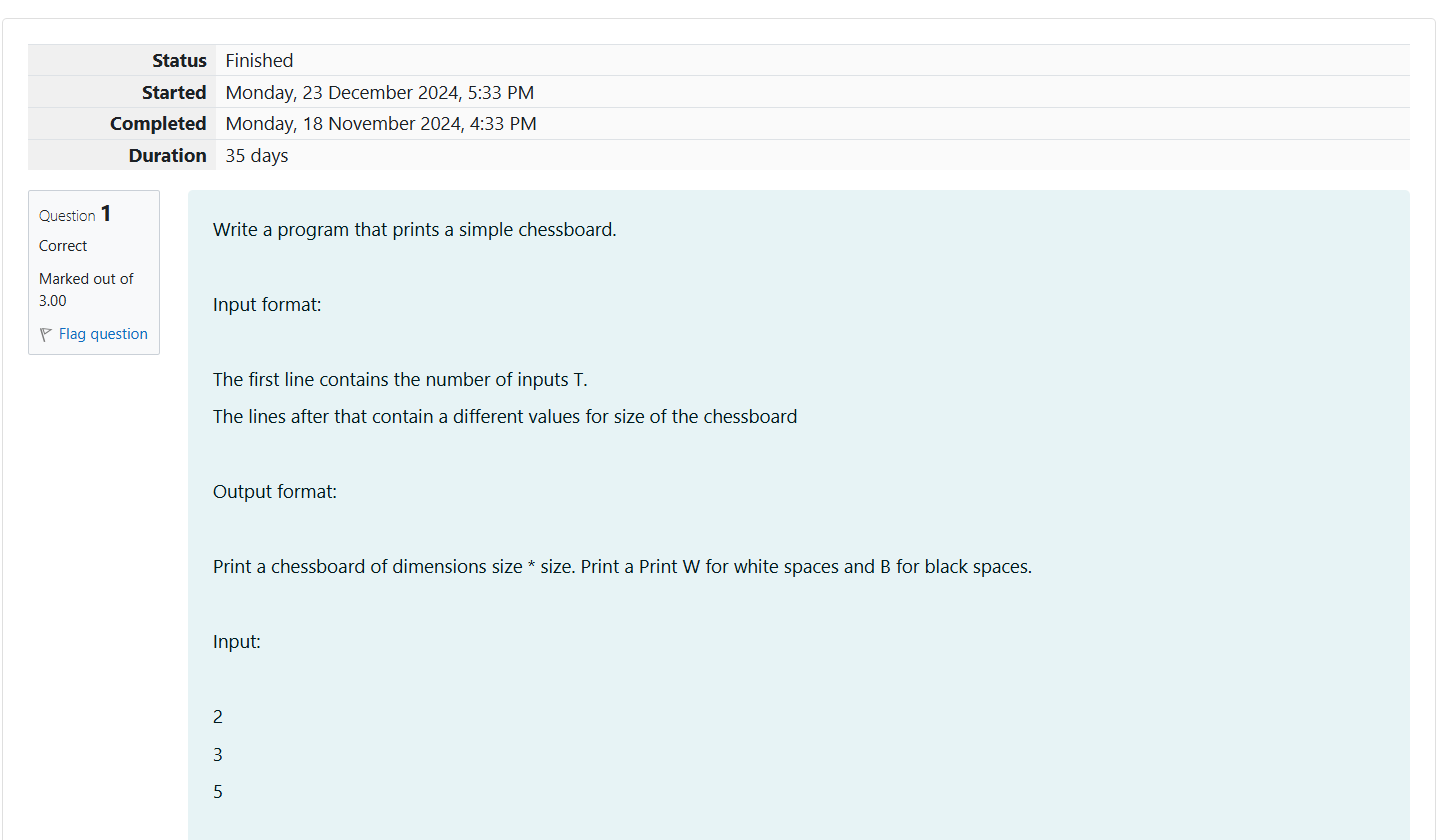 Status Finished
Started Monday, 23 December 2024, 5:33 PM
Completed Monday, 18 November 2024, 4:33 PM
Duration 35 days
Question 1
Correct
Marked out of
3.00
Flag question
Write a program that prints a simple chessboard.
Input format:
The first line contains the number of inputs T.
The lines after that contain a different values for size of the chessboard
Output format:
Print a chessboard of dimensions size * size. Print a Print W for white spaces and B for black spaces.
Input:
2
3
5